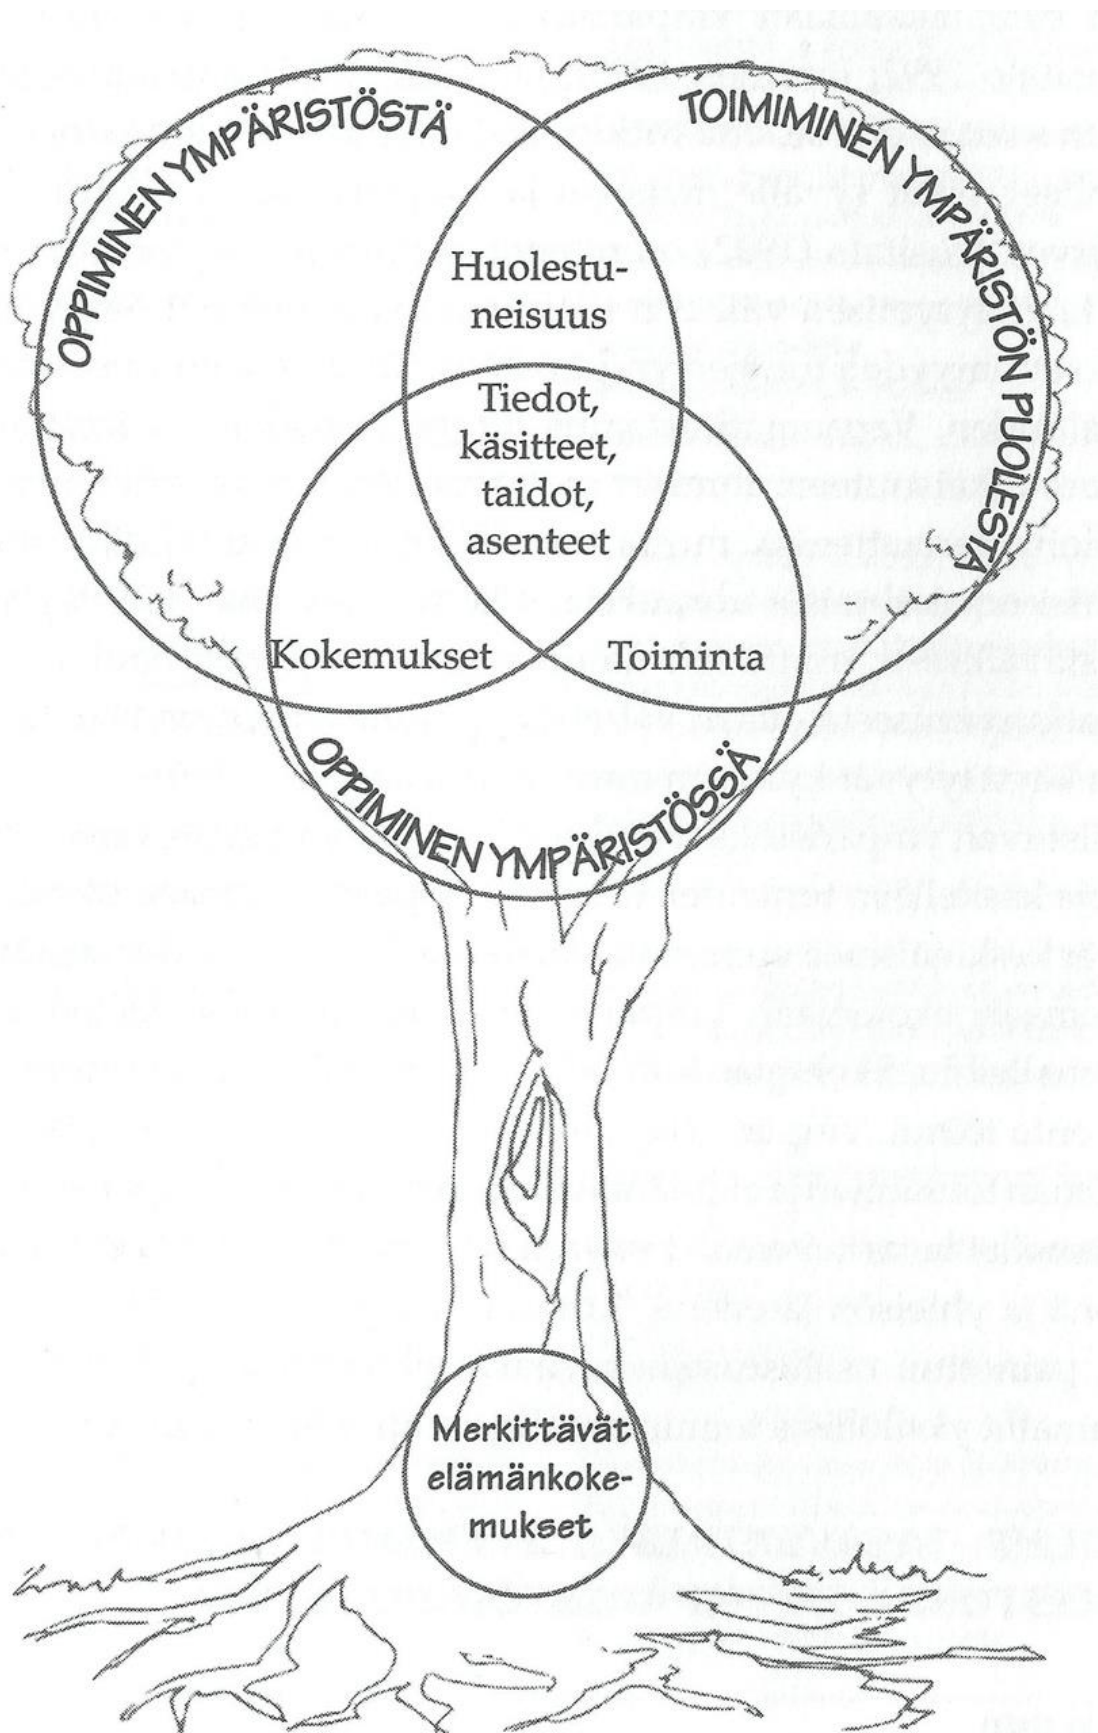 OPPIMINEN YMPÄRISTÖSTÄ
TOIMIMINEN YMPÄRISTÖN PUOLESTA
Huolestu-
neisuus
Tiedot,
käsitteet,
taidot,
asenteet
Kokemukset
Toiminta
OPPIMINEN YMPÄRISTÖSSÄ
Merkittävät
elämänkoke-
mukset